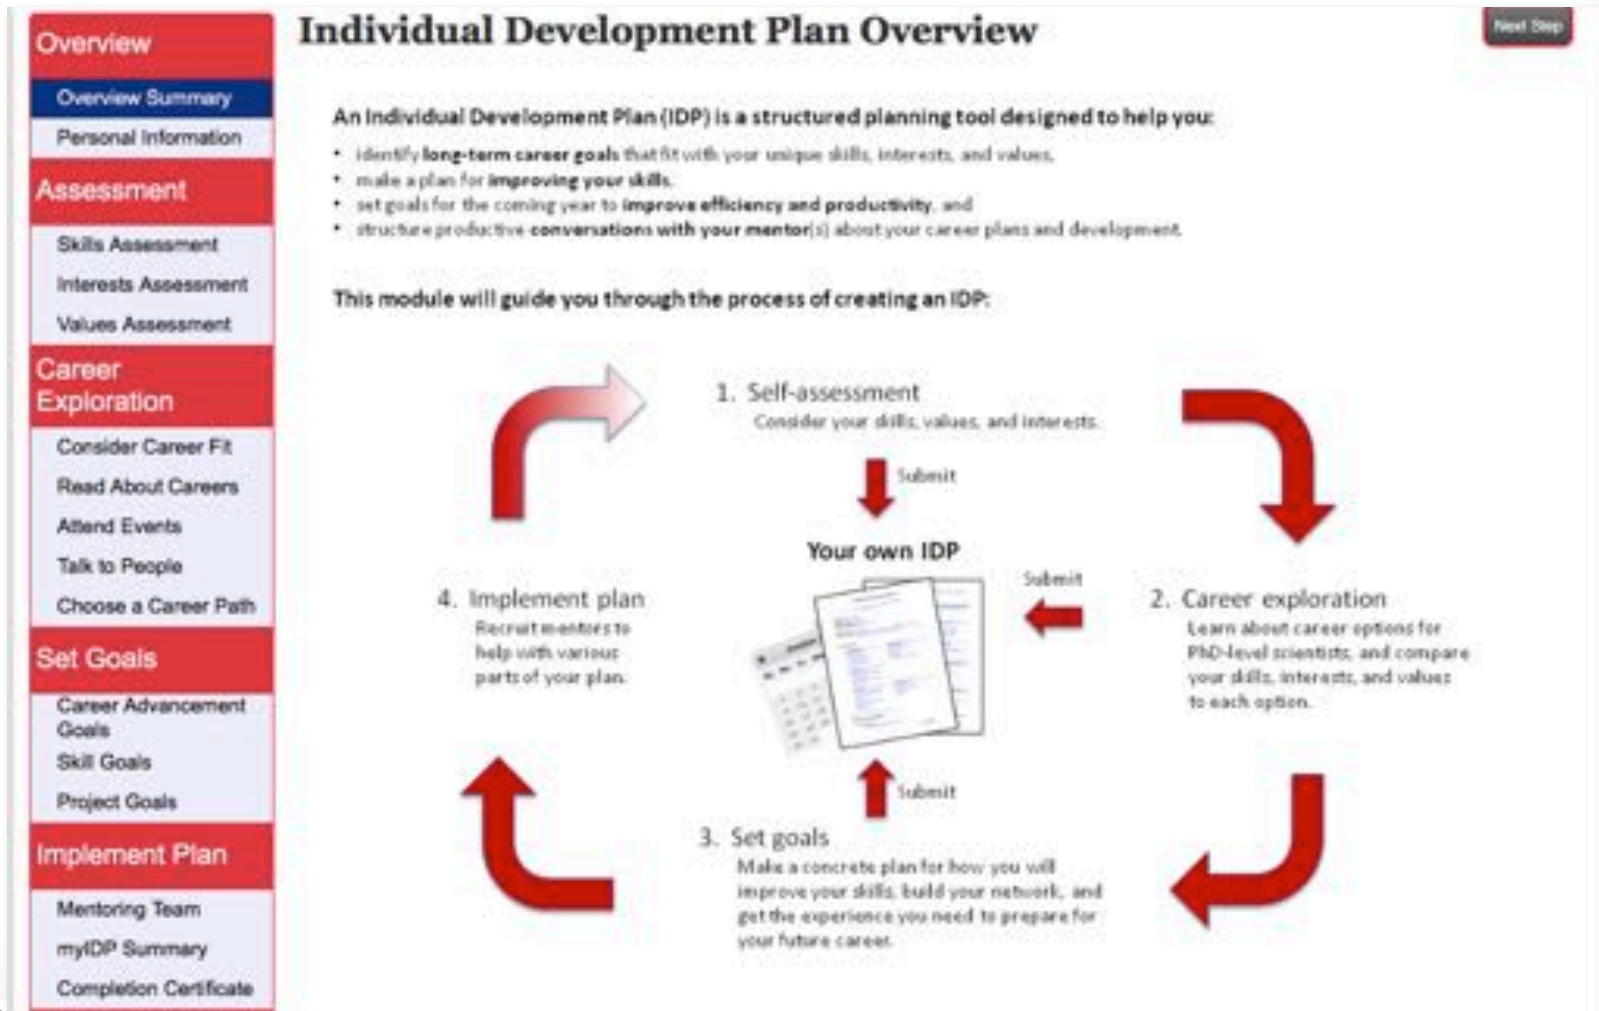 Overview
Overview Summary
Personal Information
Assessment
Skills Assessment
Interests Assessment
Values Assessment
Career
Exploration
Consider Career Fit
Read About Careers
Attend Events
Talk to People
Choose a Career Path
Set Goals
Career Advancement
Goals
Skill Goals
Project Goals
Implement Plan
Mentoring Team
myIDP Summary
Completion Certificate
Individual Development Plan Overview
Next Step
An Individual Development Plan (IDP) is a structured planning tool designed to help you:
• identify long-term career goals that fit with your unique skills, interests, and values,
• make a plan for improving your skills,
• set goals for the coming year to improve efficiency and productivity, and
• structure productive conversations with your mentor(s) about your career plans and development.
This module will guide you through the process of creating an IDP:
1. Self-assessment
Consider your skills, values, and interests.
Submit
Your own IDP
Submit
2. Career exploration
Learn about career options for
PhD-level scientists, and compare
your skills, interests, and values
to each option.
Submit
3. Set goals
Make a concrete plan for how you will
improve your skills, build your network, and
get the experience you need to prepare for
your future career.
4. Implement plan
Recruit mentors to
help with various
parts of your plan.